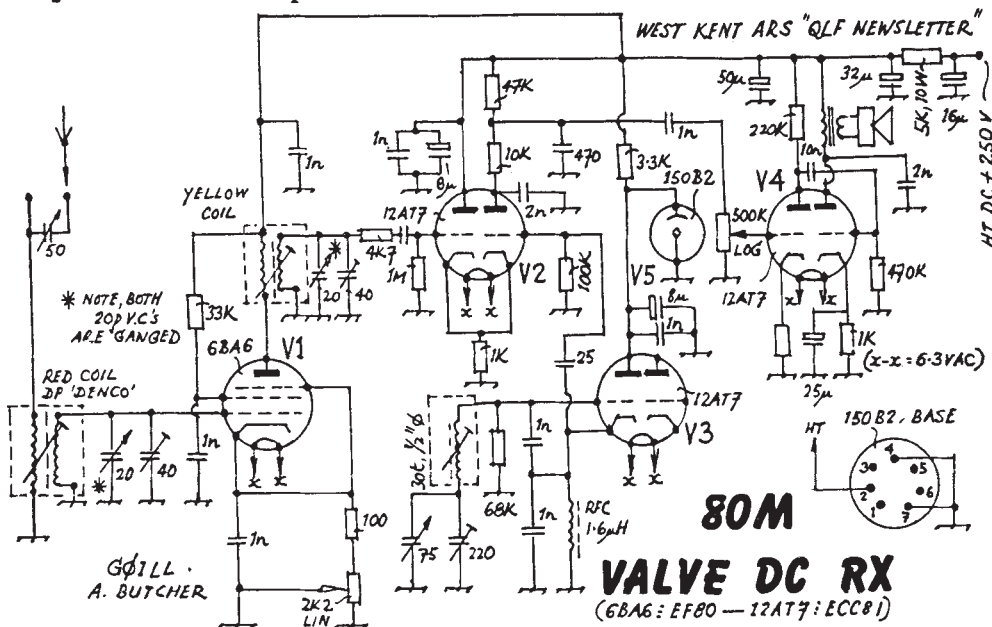 WEST KENT ARS "QLF NEWSLETTER"
HT DC +250V
1n
47K
1n
8µ
10K
470
1n
50µ
220K
10n
32µ
5K, 10W
16µ
2n
3·3K
150B2
V5
500K
LOG
V4
12AT7
470K
x x
1K
25µ
(x-x = 6·3VAC)
50
YELLOW
COIL
* NOTE, BOTH
20p V.C's
ARE GANGED
33K
*
20
40
4K7
1M
12AT7
2n
V2
100K
x x
1K
25
8µ
1n
6BA6
V1
RED COIL
DP 'DENCO'
20
*
40
1n
x x
1n
100
2K2
LIN
30t, 1/2"ø
75
220
68K
1n
1n
RFC
1·6µH
12AT7
V3
x x
150B2, BASE
HT
1
2
3
4
5
6
7
GØILL ·
A. BUTCHER
80M
VALVE DC RX
(6BA6 : EF80 — 12AT7 : ECC81)